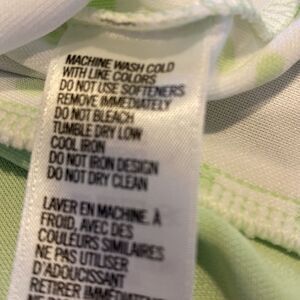 MACHINE WASH COLD
WITH LIKE COLORS
DO NOT USE SOFTENERS
REMOVE IMMEDIATELY
DO NOT BLEACH
TUMBLE DRY LOW
COOL IRON
DO NOT IRON DESIGN
DO NOT DRY CLEAN
LAVER EN MACHINE, À
FROID, AVEC DES
COULEURS SIMILAIRES
NE PAS UTILISER
D'ADOUCISSANT
RETIRER IMMÉDIATEMENT